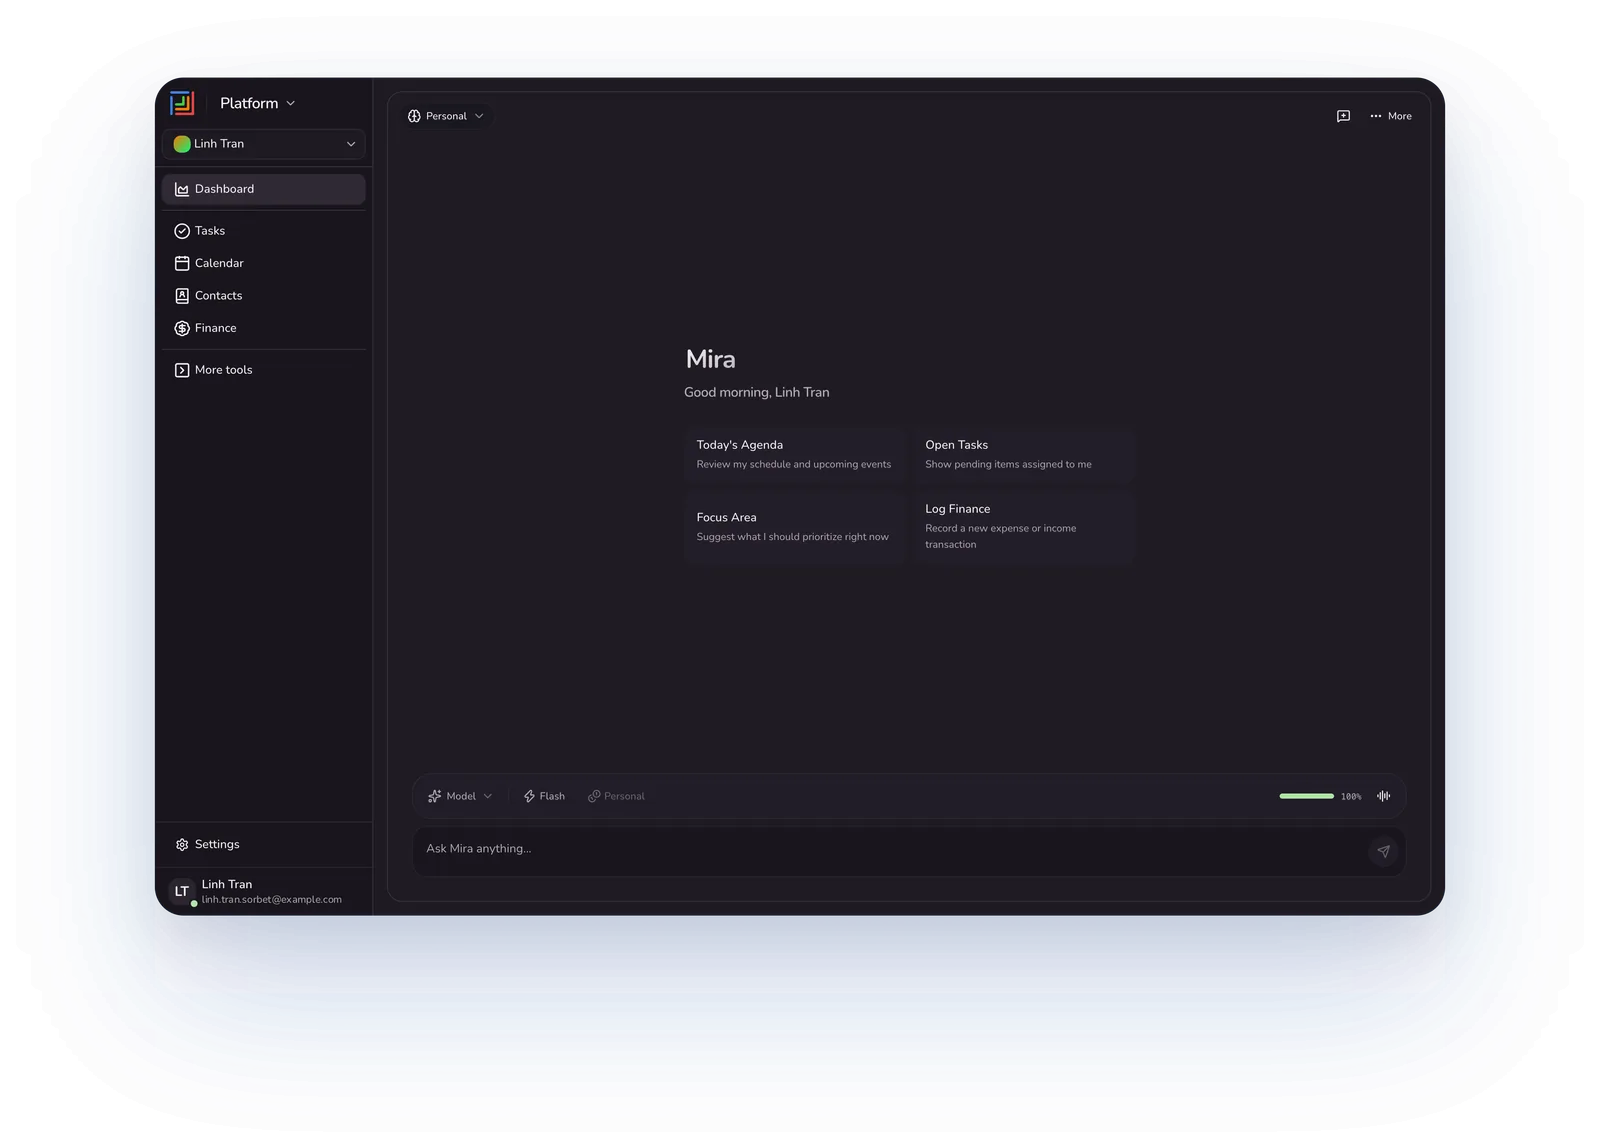 Platform
Linh Tran
Dashboard
Tasks
Calendar
Contacts
Finance
More tools
Settings
LT
Linh Tran
linh.tran.sorbet@example.com
Personal
More
Mira
Good morning, Linh Tran
Today's Agenda
Review my schedule and upcoming events
Open Tasks
Show pending items assigned to me
Focus Area
Suggest what I should prioritize right now
Log Finance
Record a new expense or income
transaction
Model
Flash
Personal
100%
Ask Mira anything...